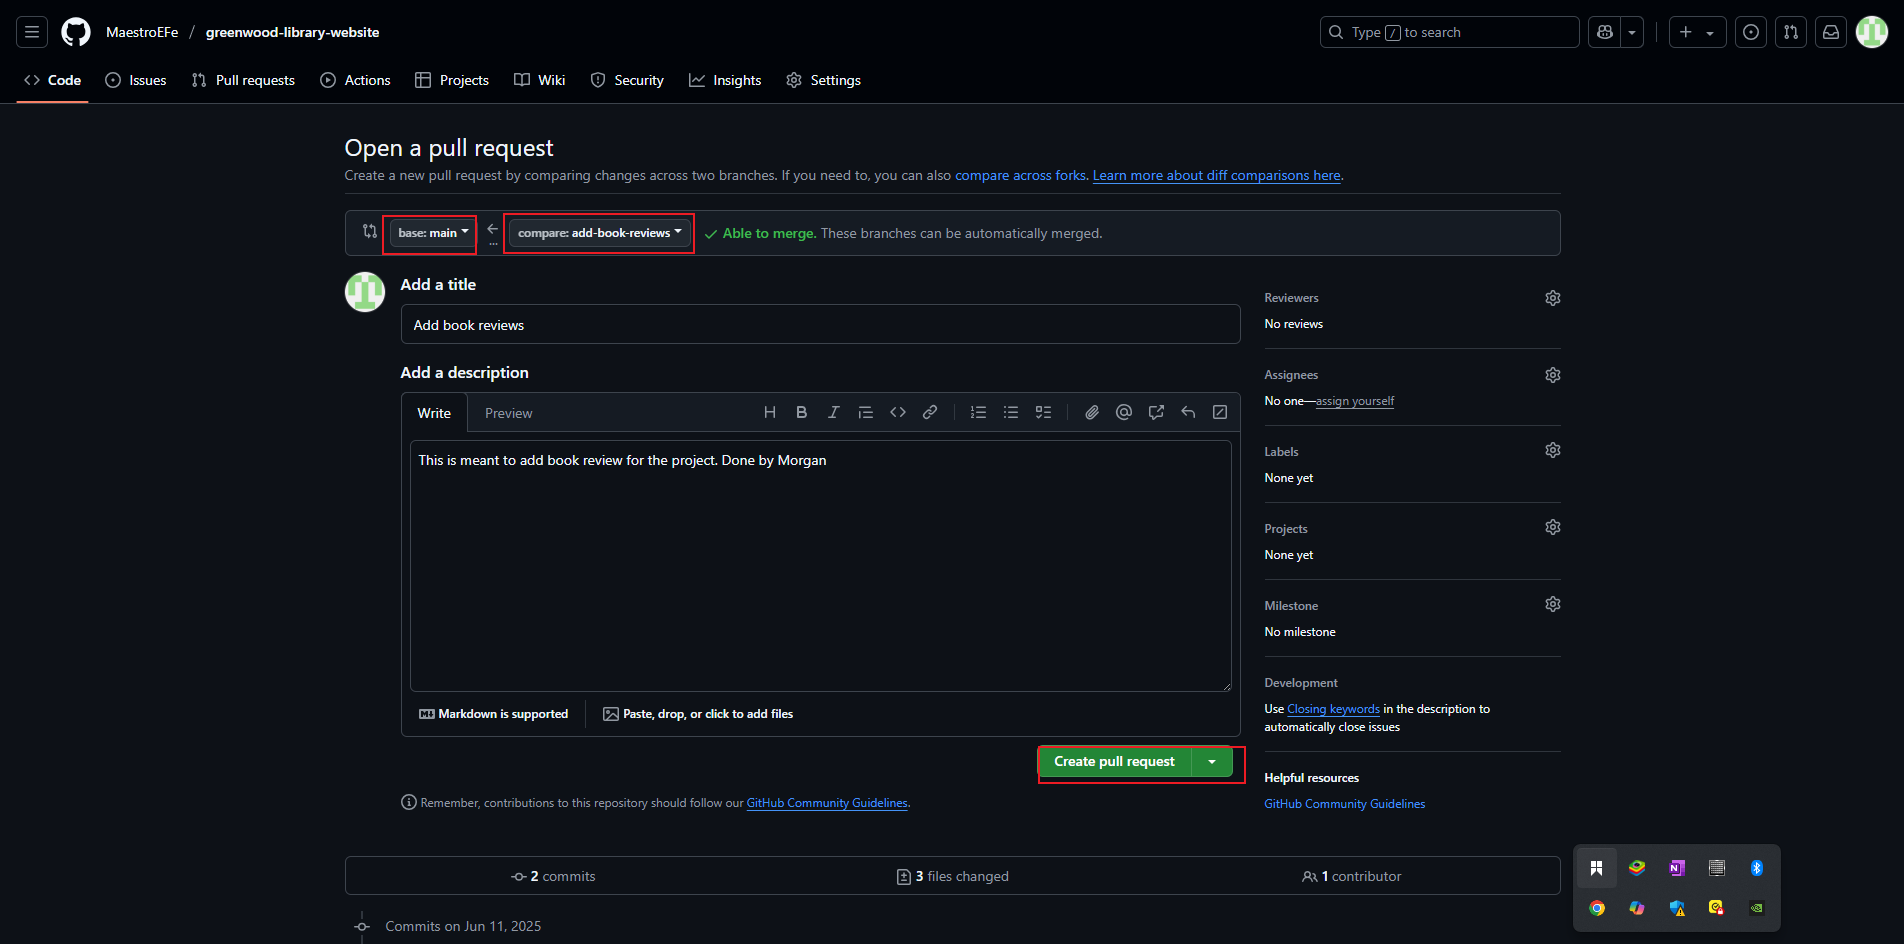 MaestroEFe / greenwood-library-website
Type / to search
Code Issues Pull requests Actions Projects Wiki Security Insights Settings
Open a pull request
Create a new pull request by comparing changes across two branches. If you need to, you can also compare across forks. Learn more about diff comparisons here.
base: main compare: add-book-reviews Able to merge. These branches can be automatically merged.
Add a title
Add book reviews
Add a description
Write Preview
This is meant to add book review for the project. Done by Morgan
Markdown is supported Paste, drop, or click to add files
Create pull request
Remember, contributions to this repository should follow our GitHub Community Guidelines.
Reviewers
No reviews
Assignees
No one—assign yourself
Labels
None yet
Projects
None yet
Milestone
No milestone
Development
Use Closing keywords in the description to
automatically close issues
Helpful resources
GitHub Community Guidelines
2 commits 3 files changed 1 contributor
Commits on Jun 11, 2025